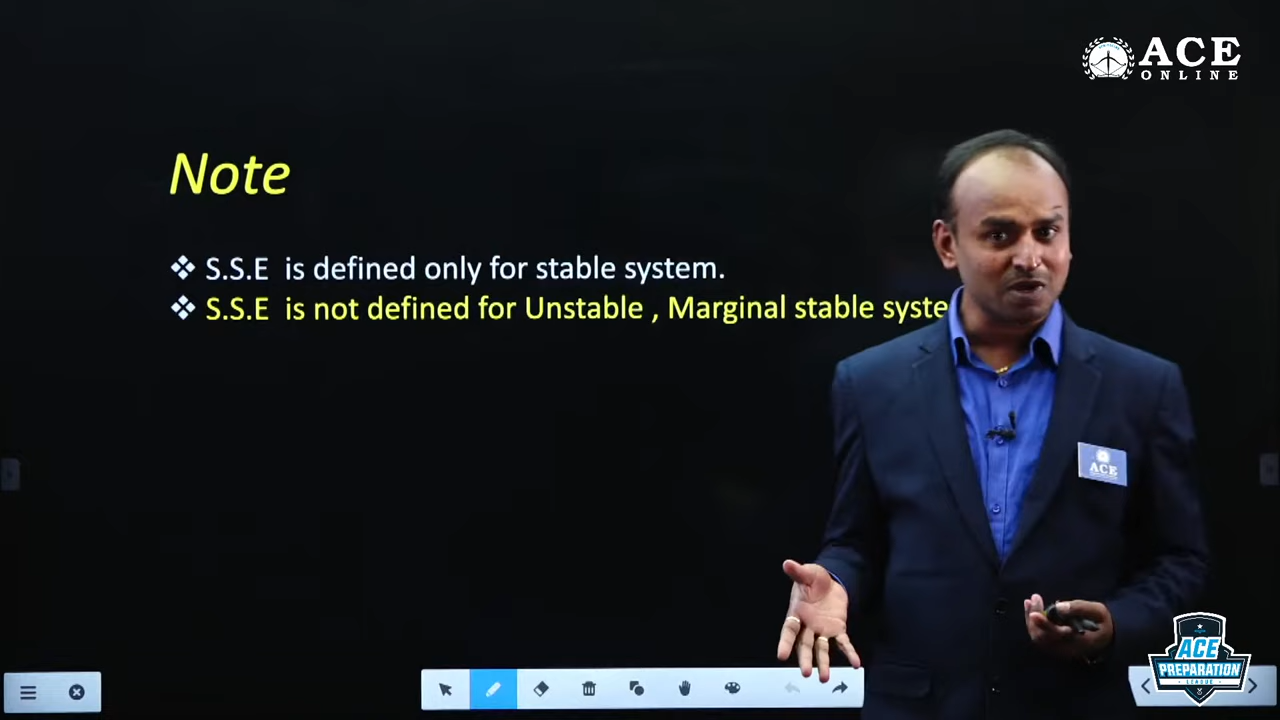 ACE
ONLINE
Note
❖ S.S.E is defined only for stable system.
❖ S.S.E is not defined for Unstable , Marginal stable syste
ACE
ACE
PREPARATION
LEAGUE